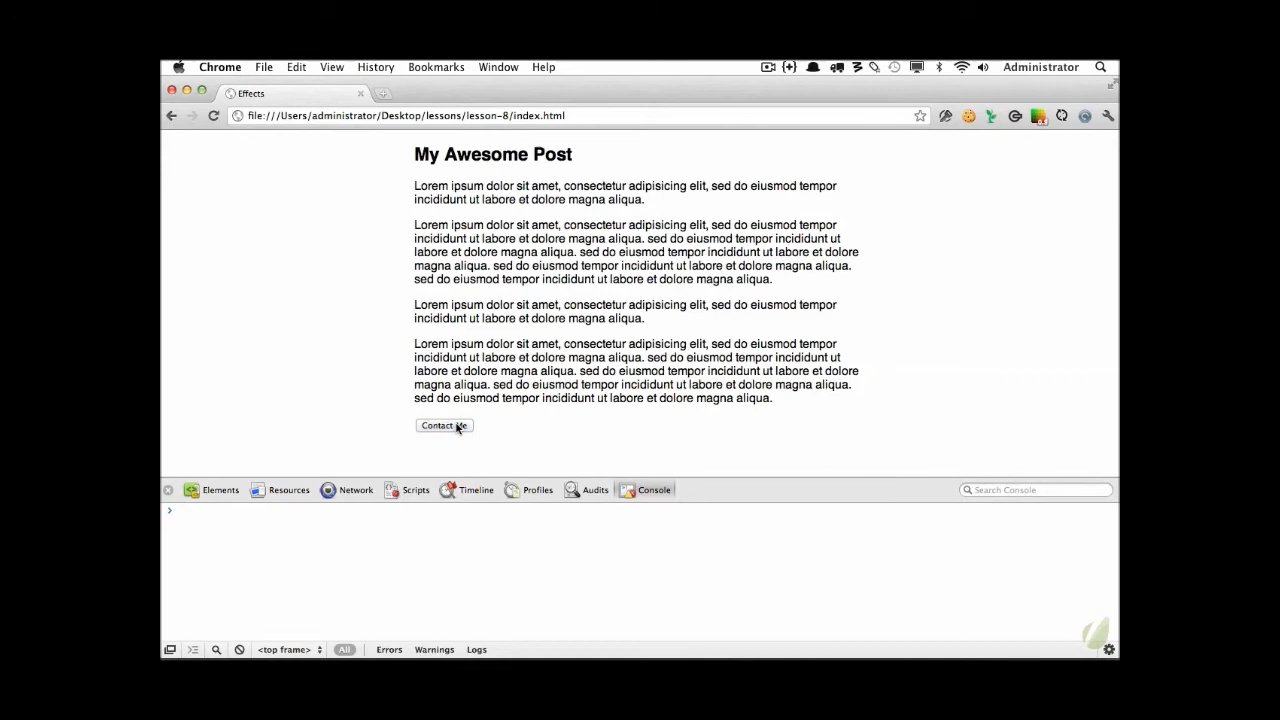 Chrome File Edit View History Bookmarks Window Help Administrator
Effects
file:///Users/administrator/Desktop/lessons/lesson-8/index.html
My Awesome Post
Lorem ipsum dolor sit amet, consectetur adipisicing elit, sed do eiusmod tempor
incididunt ut labore et dolore magna aliqua.
Lorem ipsum dolor sit amet, consectetur adipisicing elit, sed do eiusmod tempor
incididunt ut labore et dolore magna aliqua. sed do eiusmod tempor incididunt ut
labore et dolore magna aliqua. sed do eiusmod tempor incididunt ut labore et dolore
magna aliqua. sed do eiusmod tempor incididunt ut labore et dolore magna aliqua.
sed do eiusmod tempor incididunt ut labore et dolore magna aliqua.
Lorem ipsum dolor sit amet, consectetur adipisicing elit, sed do eiusmod tempor
incididunt ut labore et dolore magna aliqua.
Lorem ipsum dolor sit amet, consectetur adipisicing elit, sed do eiusmod tempor
incididunt ut labore et dolore magna aliqua. sed do eiusmod tempor incididunt ut
labore et dolore magna aliqua. sed do eiusmod tempor incididunt ut labore et dolore
magna aliqua. sed do eiusmod tempor incididunt ut labore et dolore magna aliqua.
sed do eiusmod tempor incididunt ut labore et dolore magna aliqua.
Contact Me
Elements Resources Network Scripts Timeline Profiles Audits Console Search Console
<top frame> All Errors Warnings Logs